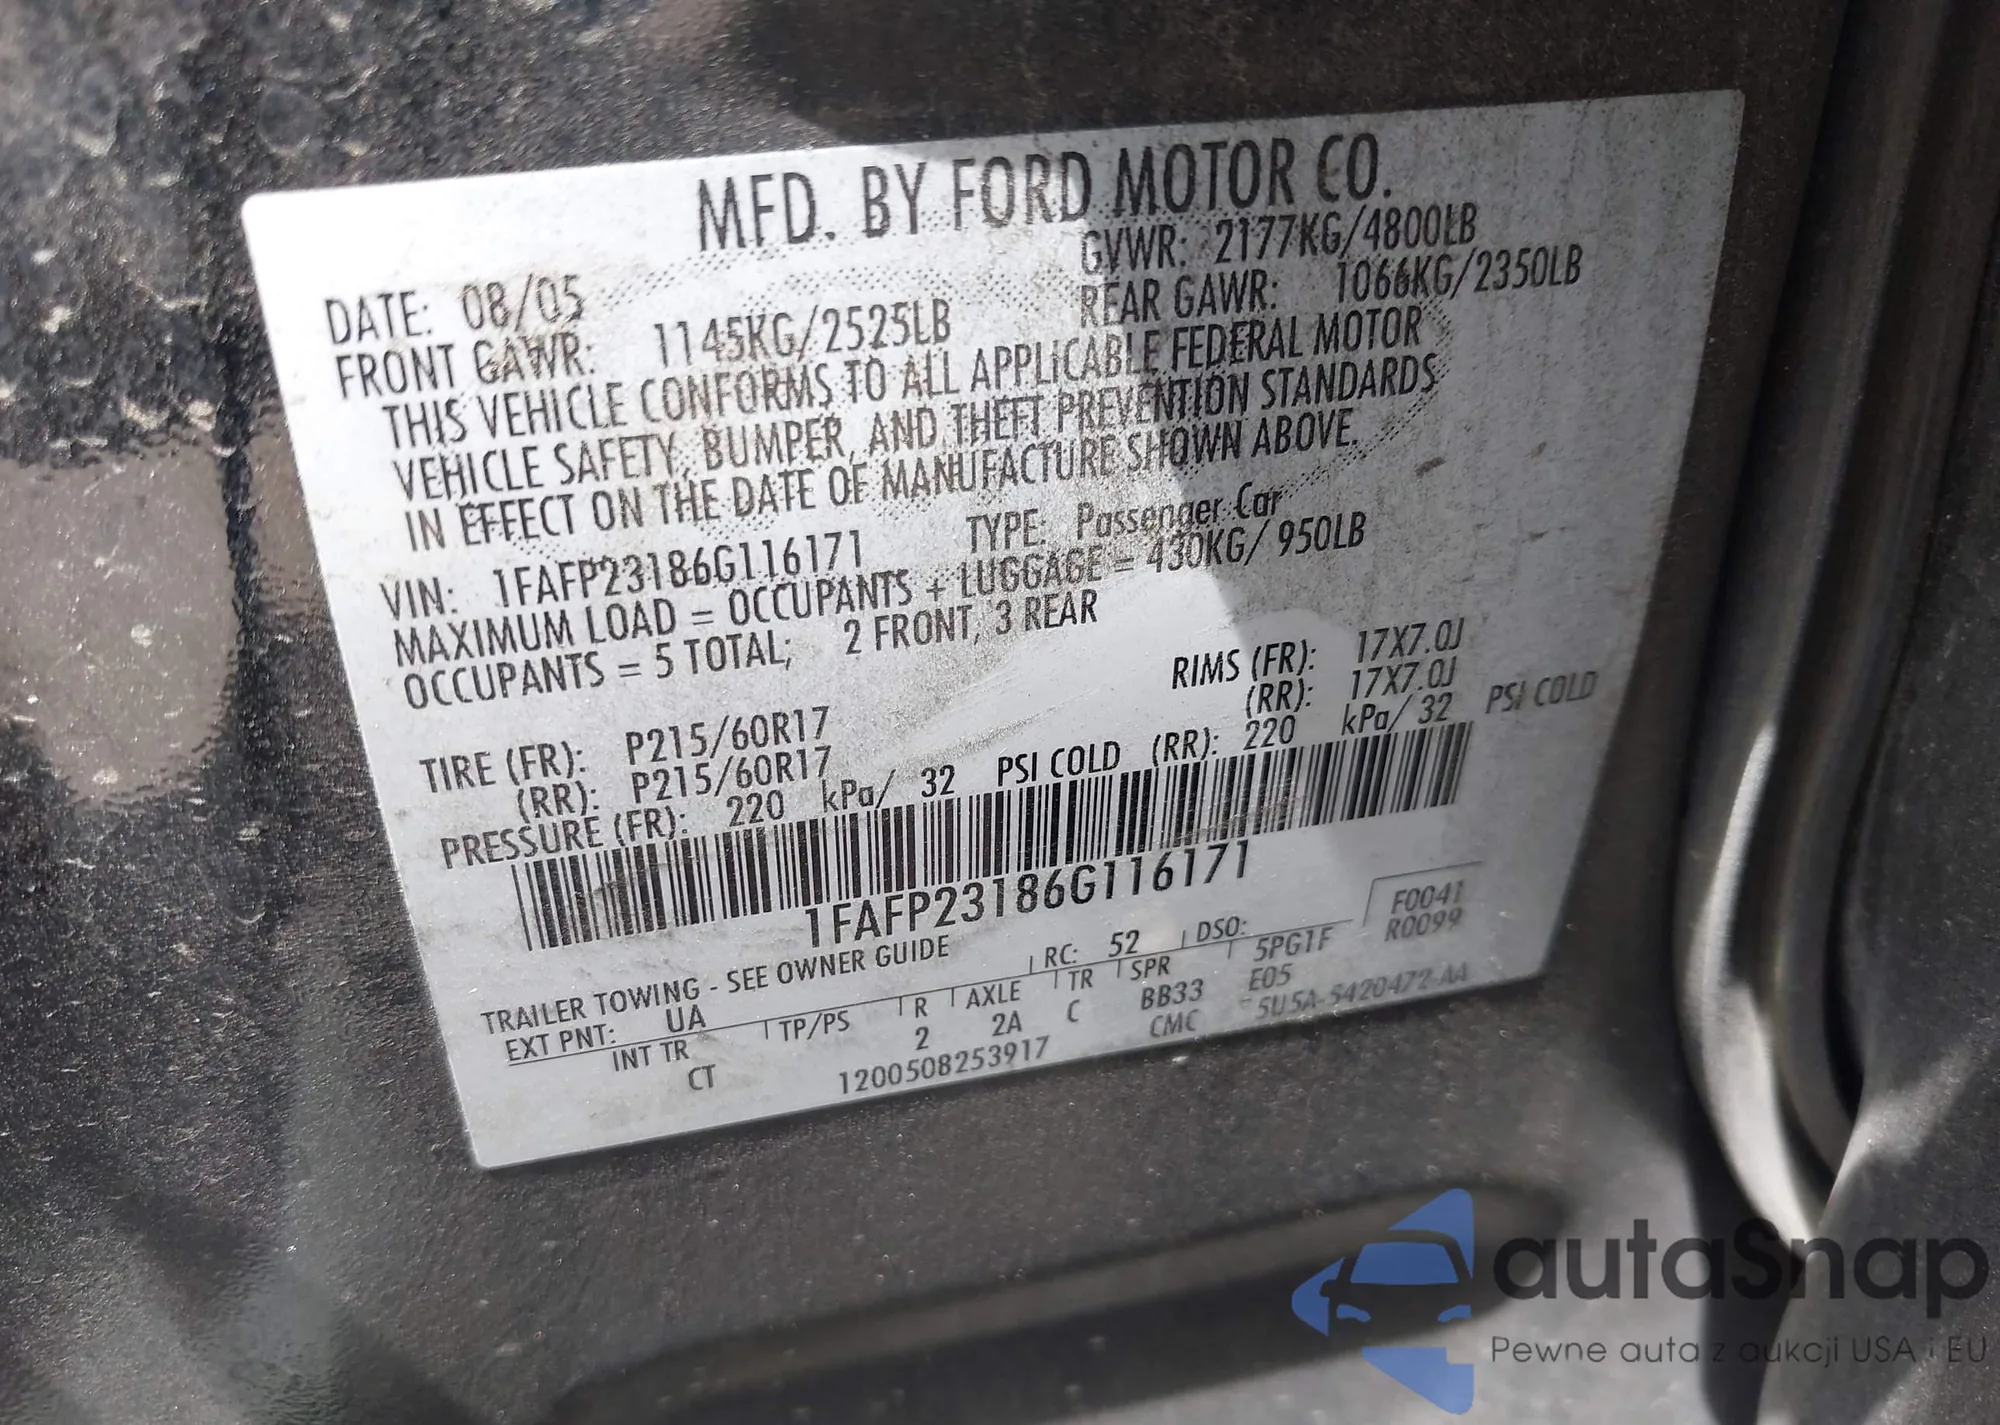 MFD. BY FORD MOTOR CO.
DATE: 08/05 GVWR: 2177KG/4800LB
FRONT GAWR: 1145KG/2525LB REAR GAWR: 1066KG/2350LB
THIS VEHICLE CONFORMS TO ALL APPLICABLE FEDERAL MOTOR
VEHICLE SAFETY, BUMPER, AND THEFT PREVENTION STANDARDS
IN EFFECT ON THE DATE OF MANUFACTURE SHOWN ABOVE.
VIN: 1FAFP23186G116171 TYPE: Passenger Car
MAXIMUM LOAD = OCCUPANTS + LUGGAGE = 430KG/ 950LB
OCCUPANTS = 5 TOTAL; 2 FRONT, 3 REAR
TIRE (FR): P215/60R17 RIMS (FR): 17X7.0J
(RR): P215/60R17 (RR): 17X7.0J
PRESSURE (FR): 220 kPa/ 32 PSI COLD (RR): 220 kPa/ 32 PSI COLD
1FAFP23186G116171
TRAILER TOWING - SEE OWNER GUIDE F0041
EXT PNT: UA RC: 52 DSO: R0099
INT TR TP/PS R AXLE TR SPR 5PG1F
CT 2 2A C BB33 E05
1200508253917 CMC 5U5A-5420472-AA
autaSnap
Pewne auta z aukcji USA i EU